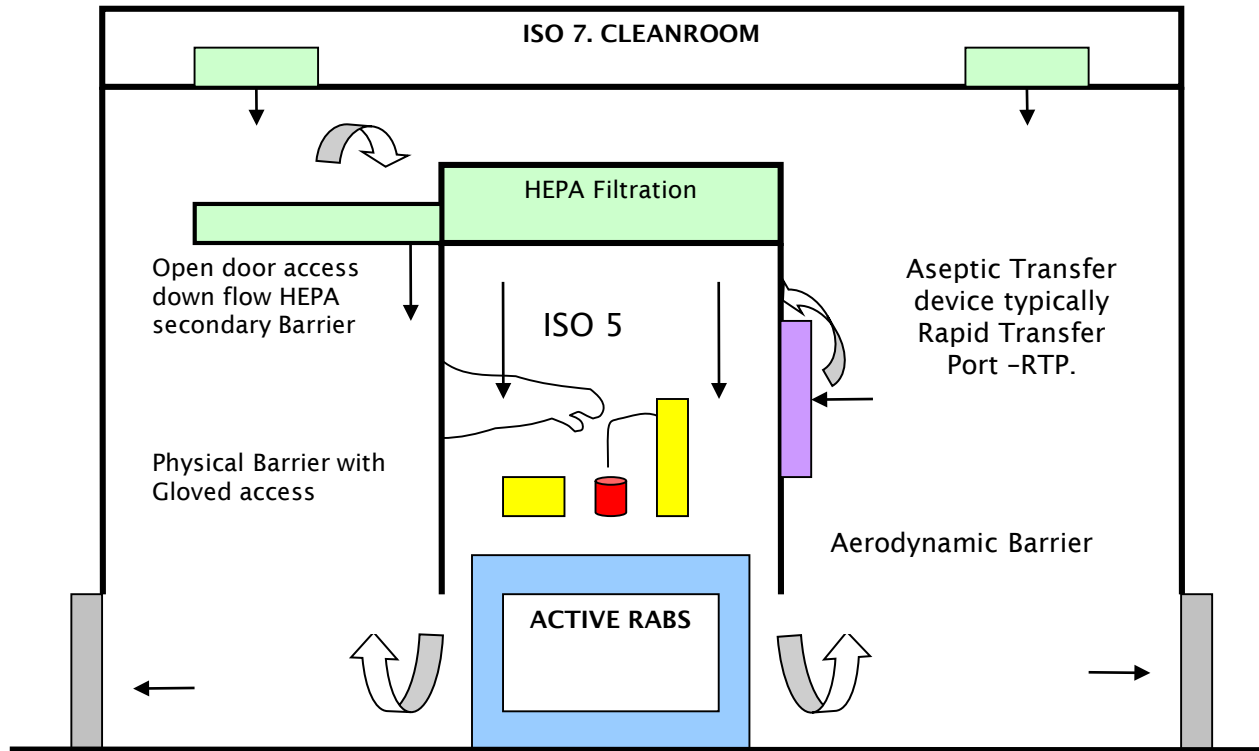 ISO 7. CLEANROOM
HEPA Filtration
Open door access
down flow HEPA
secondary Barrier
ISO 5
Aseptic Transfer
device typically
Rapid Transfer
Port –RTP.
Physical Barrier with
Gloved access
Aerodynamic Barrier
ACTIVE RABS